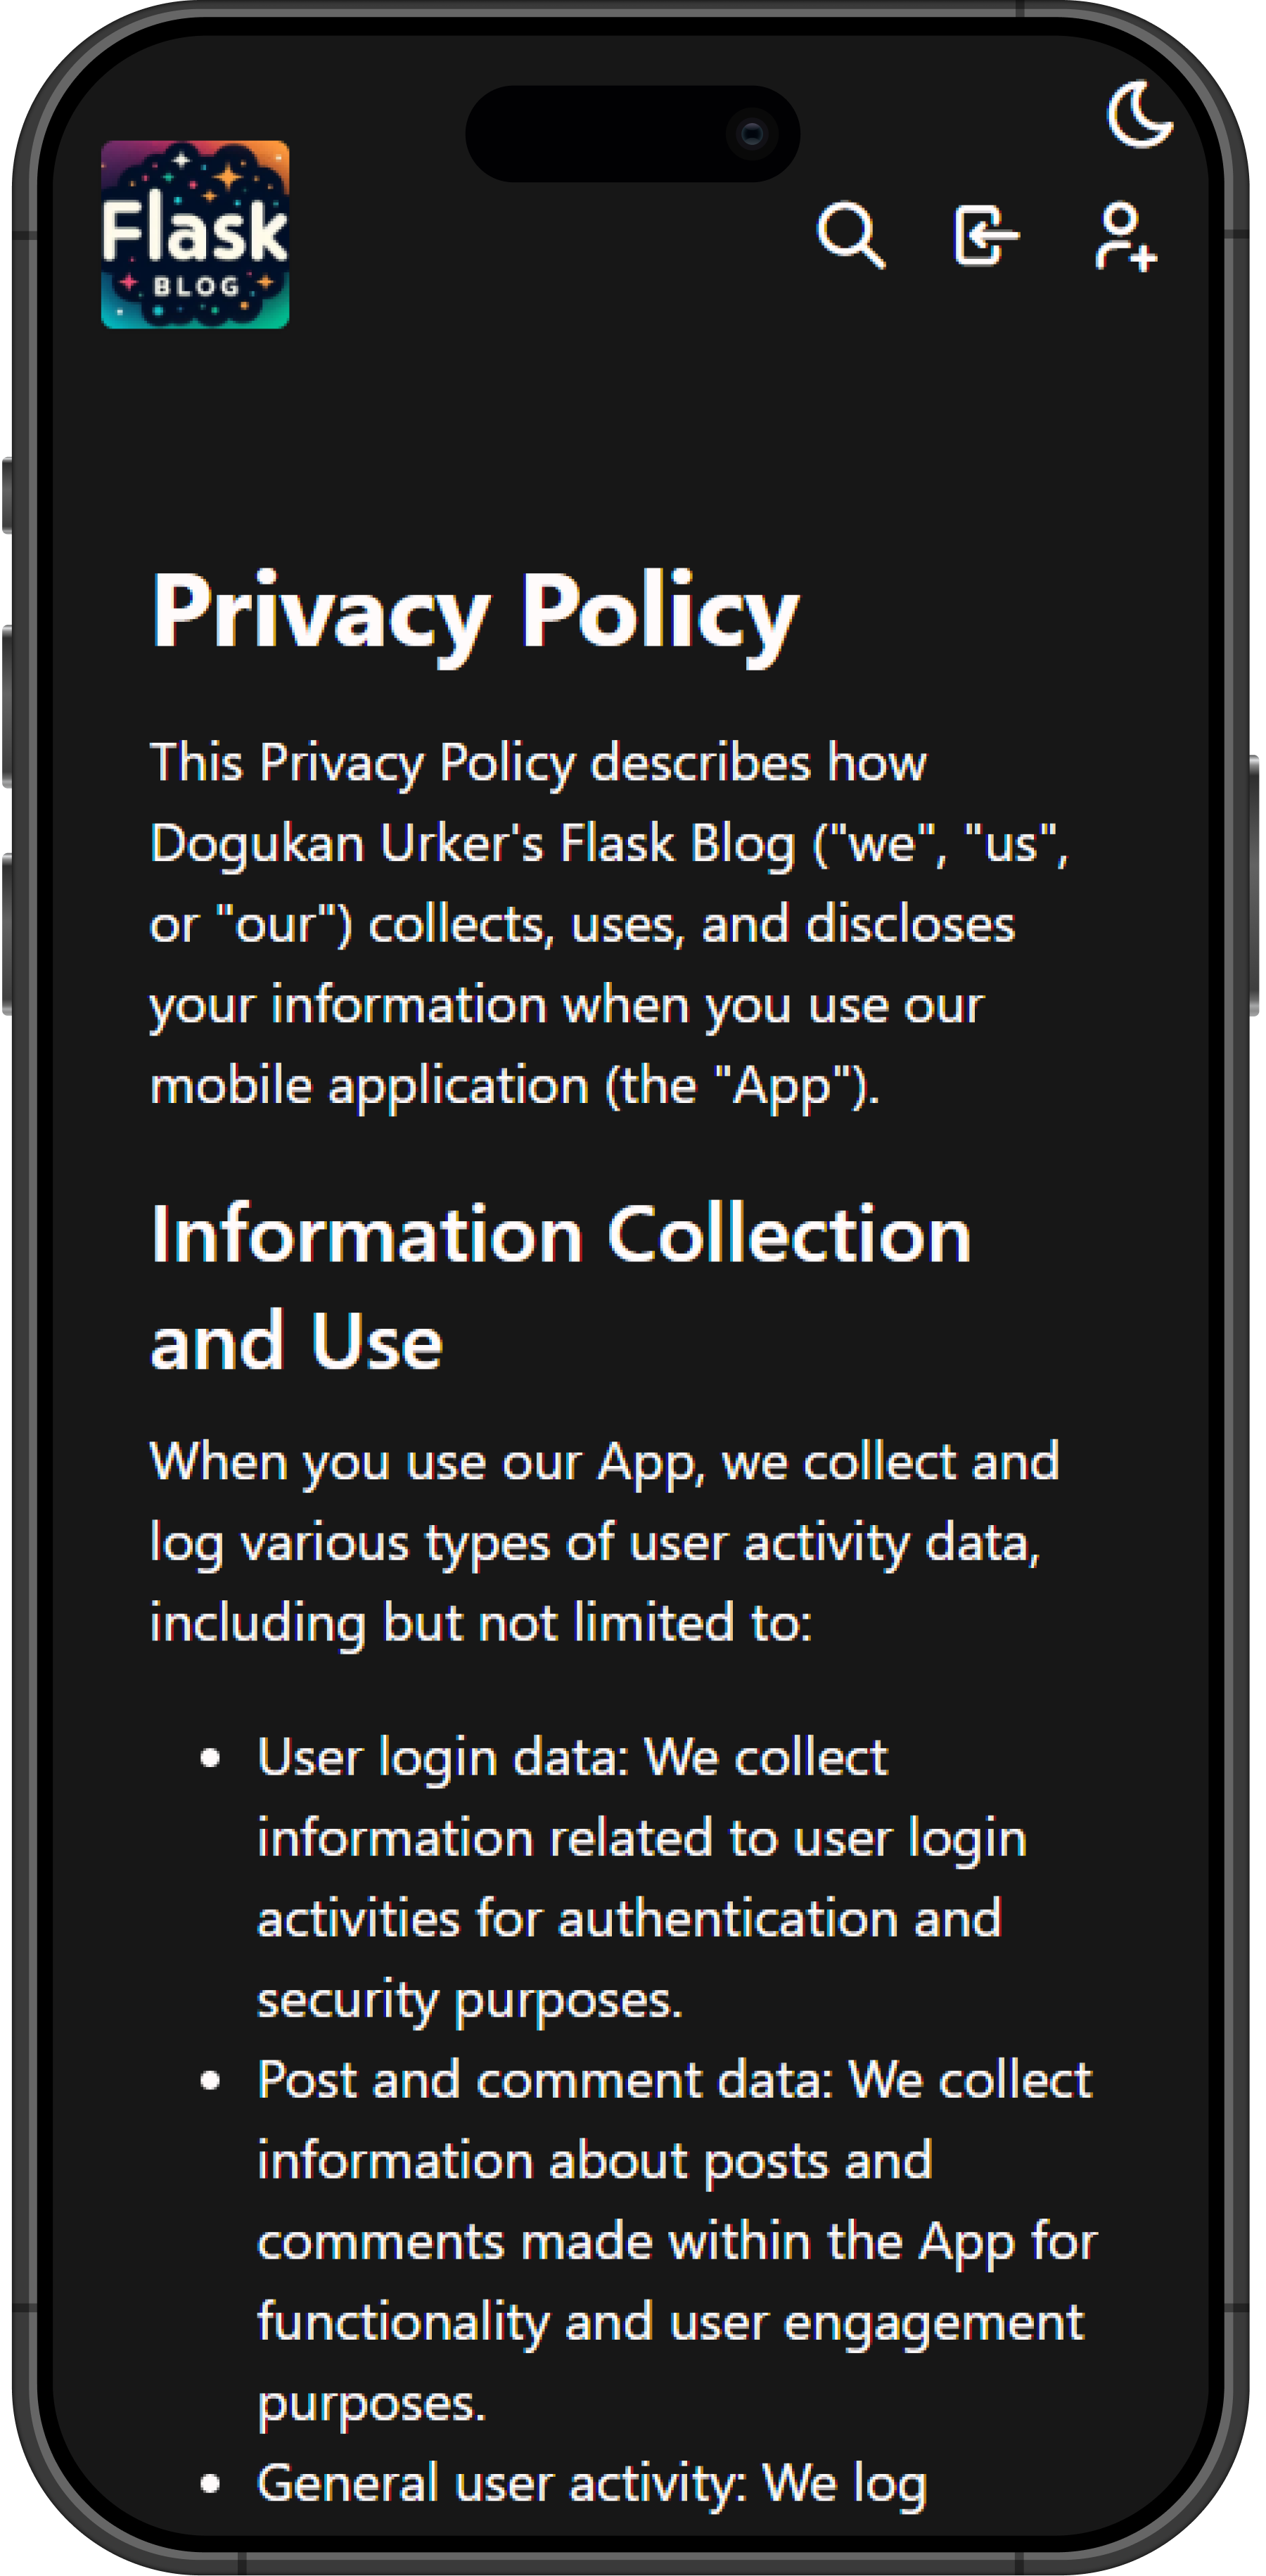 Flask
BLOG
Privacy Policy
This Privacy Policy describes how
Dogukan Urker's Flask Blog ("we", "us",
or "our") collects, uses, and discloses
your information when you use our
mobile application (the "App").
Information Collection
and Use
When you use our App, we collect and
log various types of user activity data,
including but not limited to:
• User login data: We collect
information related to user login
activities for authentication and
security purposes.
• Post and comment data: We collect
information about posts and
comments made within the App for
functionality and user engagement
purposes.
• General user activity: We log